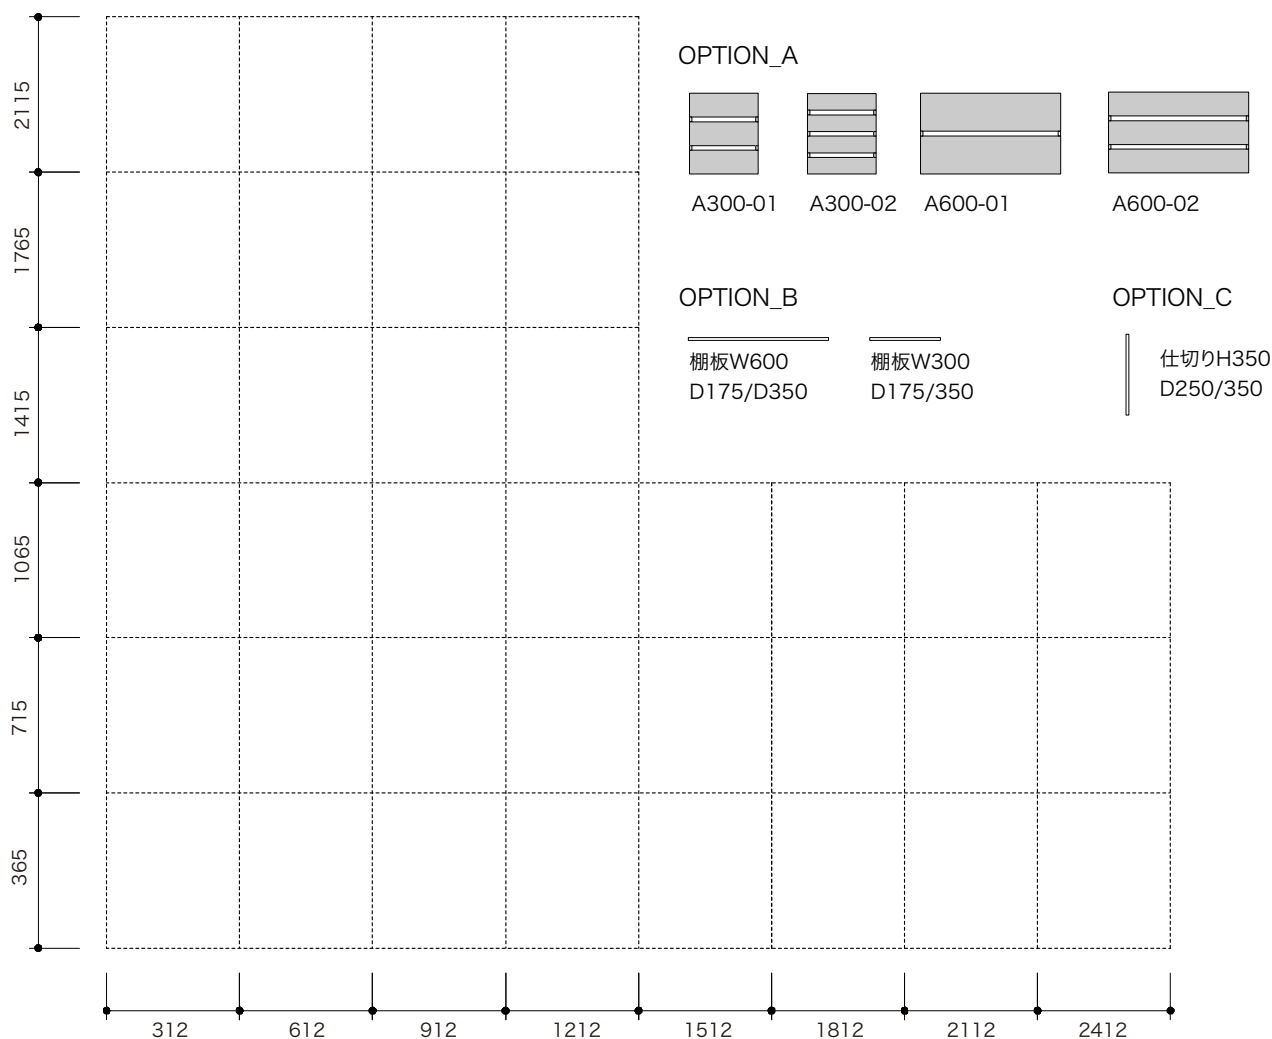 2115
1765
1415
1065
715
365
312
612
912
1212
1512
1812
2112
2412
OPTION_A
A300-01
A300-02
A600-01
A600-02
OPTION_B
棚板W600
D175/D350
棚板W300
D175/350
OPTION_C
仕切りH350
D250/350